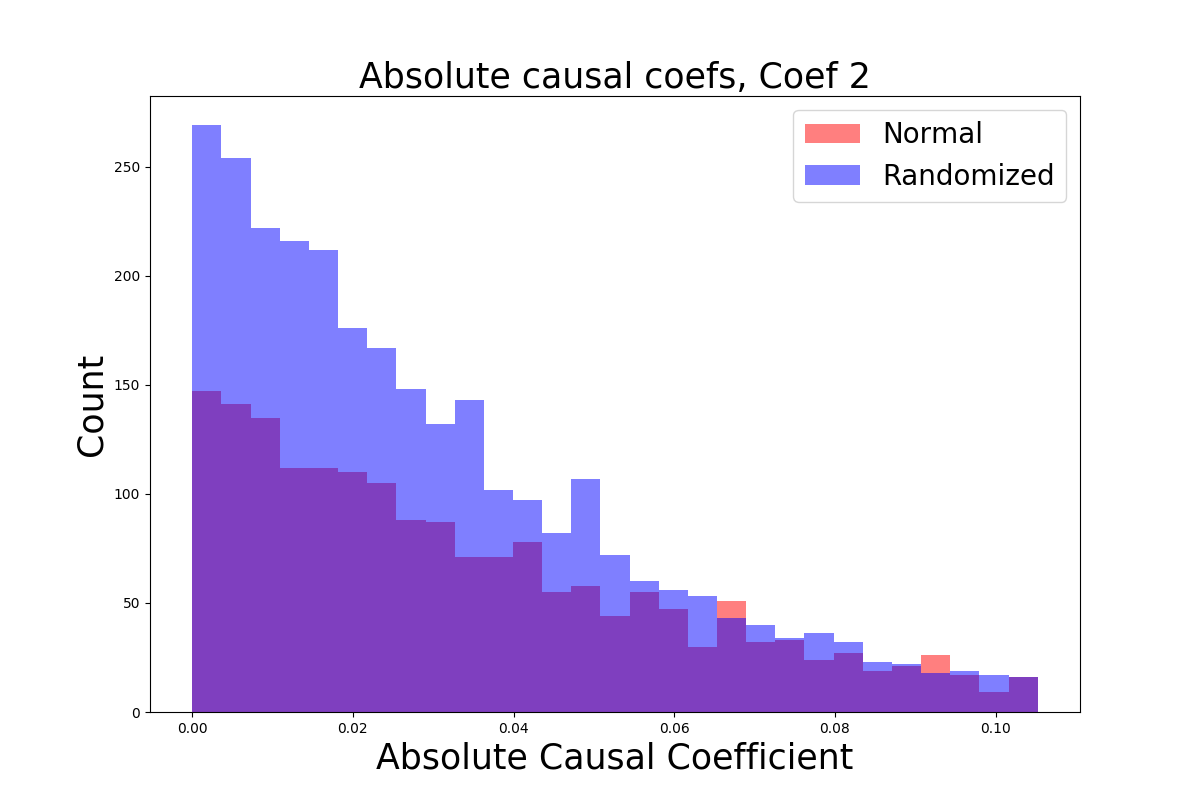 Absolute causal coefs, Coef 2
Normal
Randomized
250
200
150
100
50
0
Count
0.00 0.02 0.04 0.06 0.08 0.10
Absolute Causal Coefficient